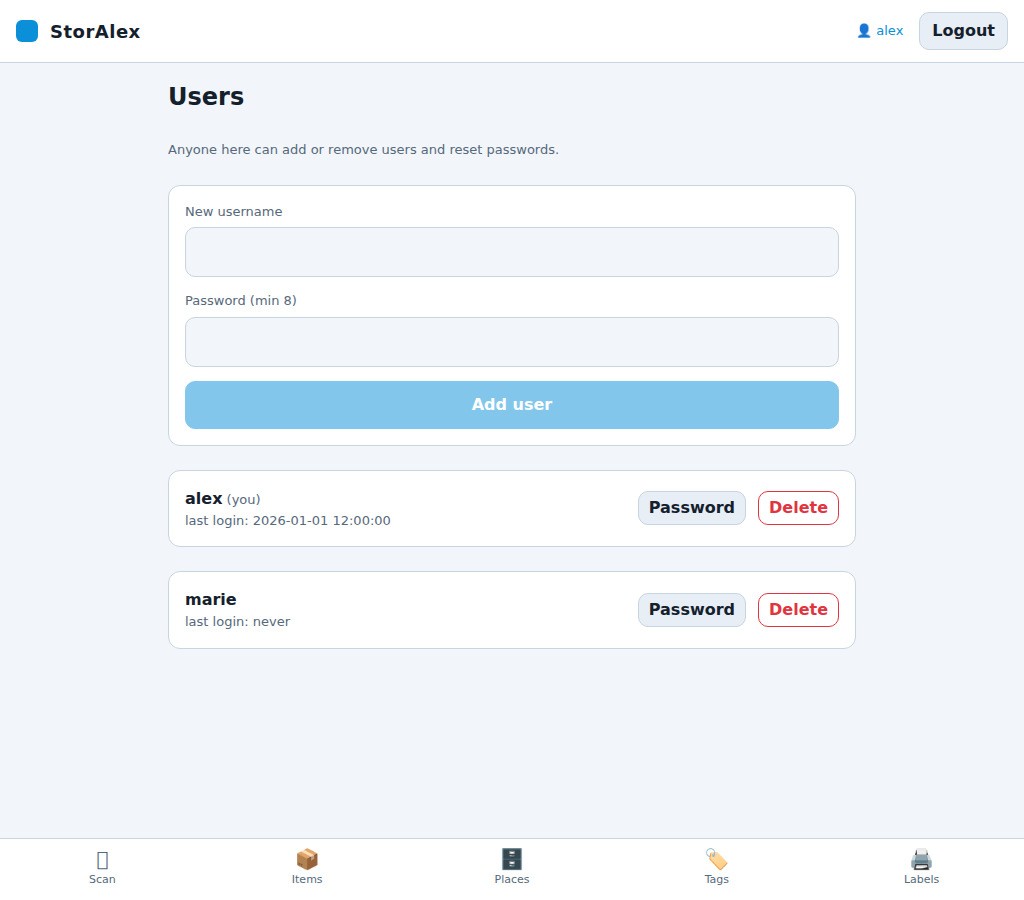 StorAlex
👤 alex
Logout
Users
Anyone here can add or remove users and reset passwords.
New username
Password (min 8)
Add user
alex (you)
last login: 2026-01-01 12:00:00
Password
Delete
marie
last login: never
Password
Delete
Scan
Items
Places
Tags
Labels